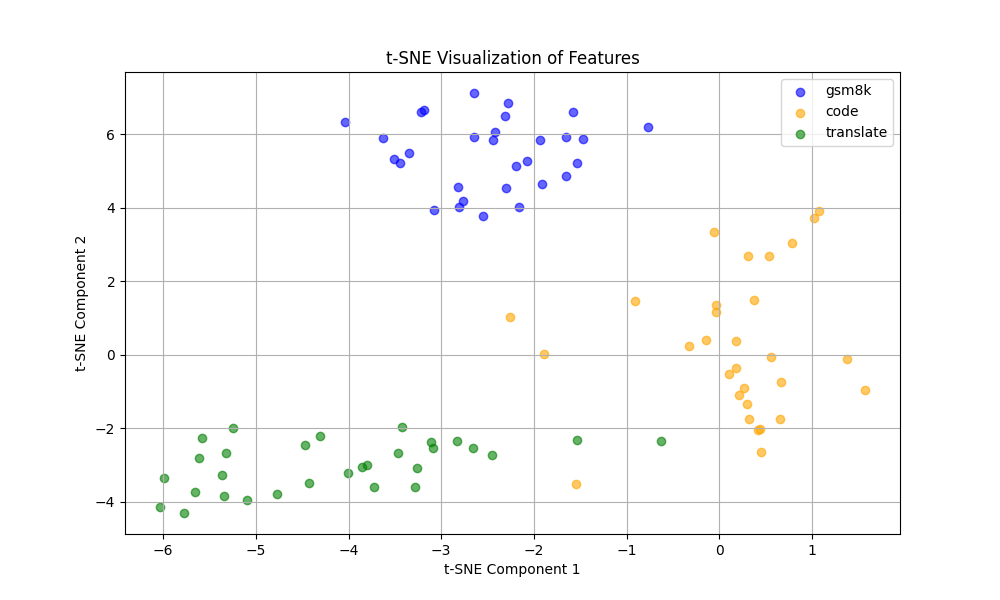 t-SNE Visualization of Features
gsm8k
code
translate
6
4
2
0
−2
−4
t-SNE Component 2
−6 −5 −4 −3 −2 −1 0 1
t-SNE Component 1